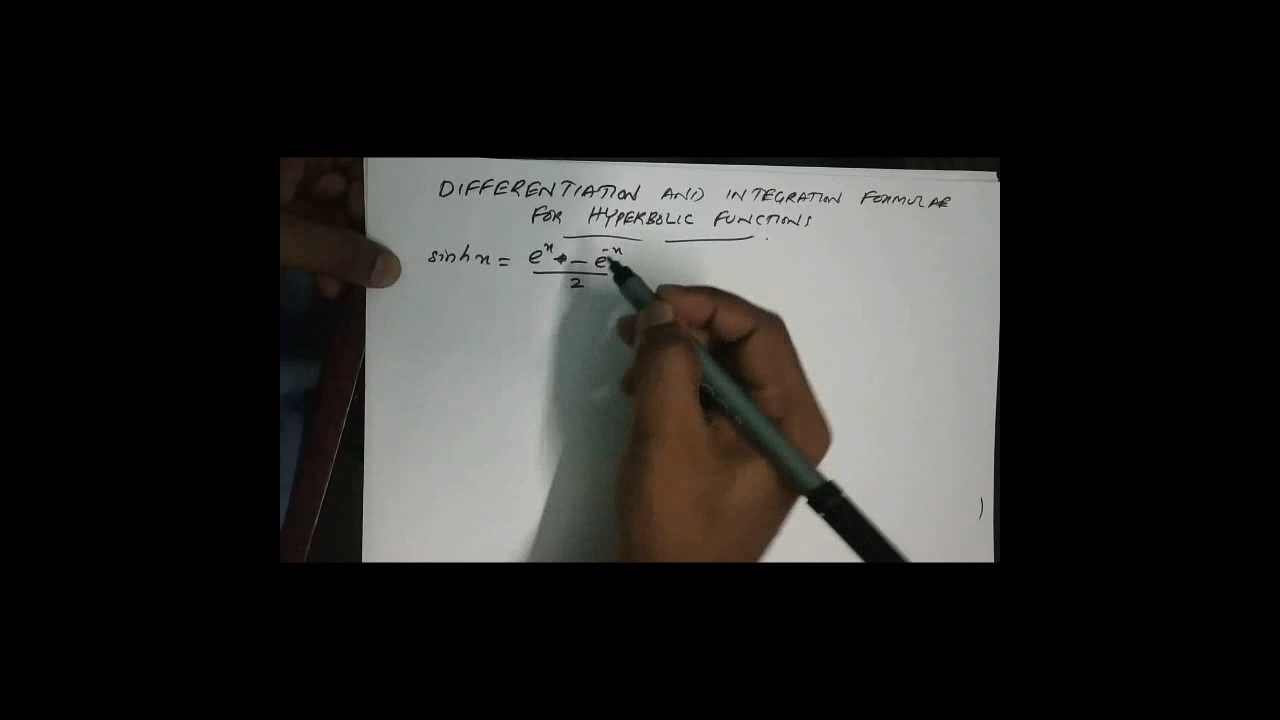 DIFFERENTIATION AND INTEGRATION FORMULAE
FOR HYPERBOLIC FUNCTIONS.
sinh x = e^x - e^-x
2
)